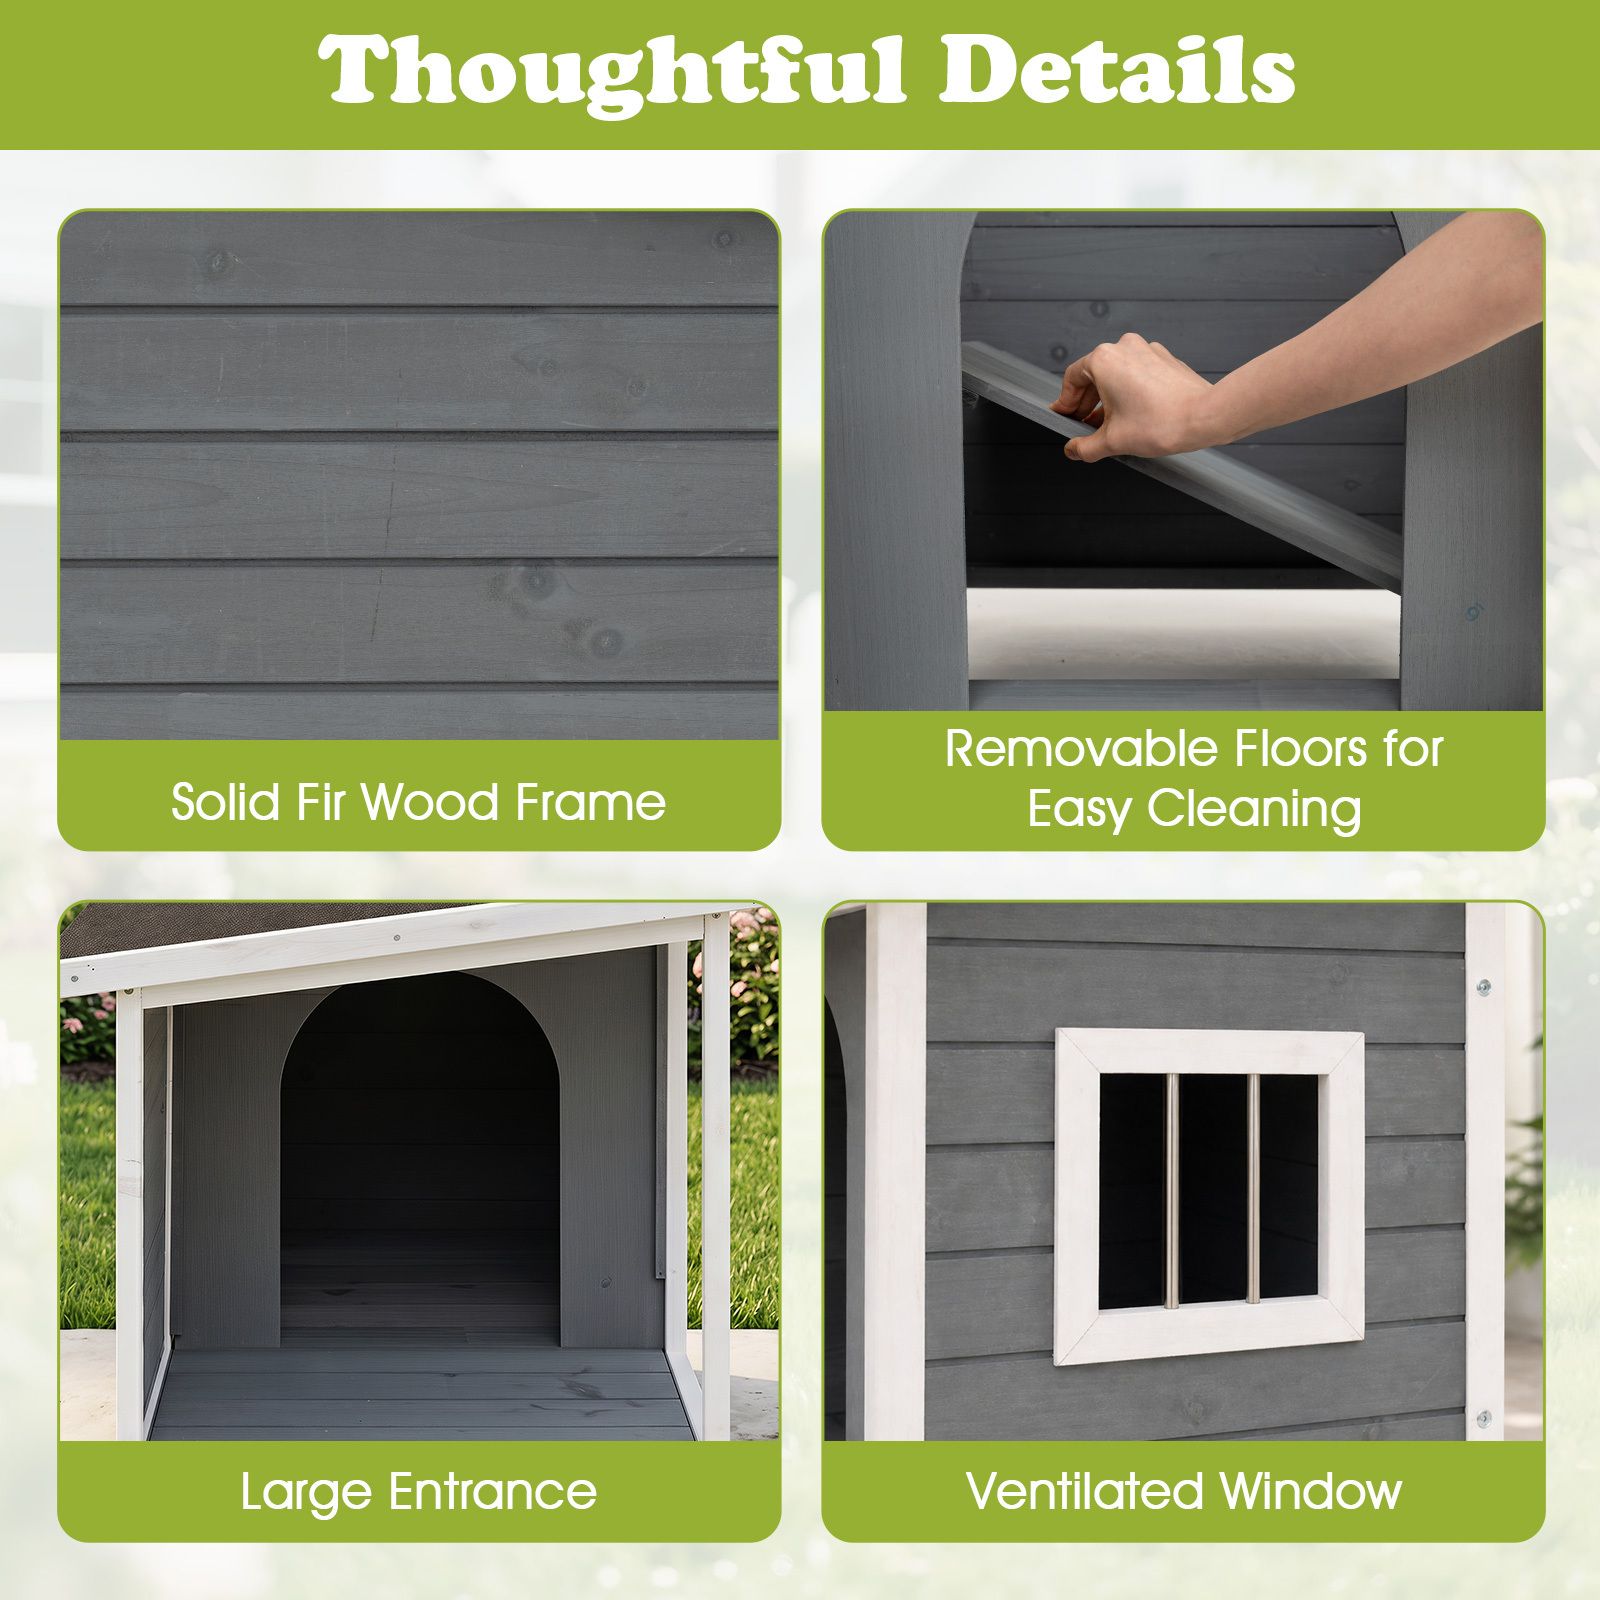 Thoughtful Details
Solid Fir Wood Frame
Removable Floors for
Easy Cleaning
Large Entrance
Ventilated Window